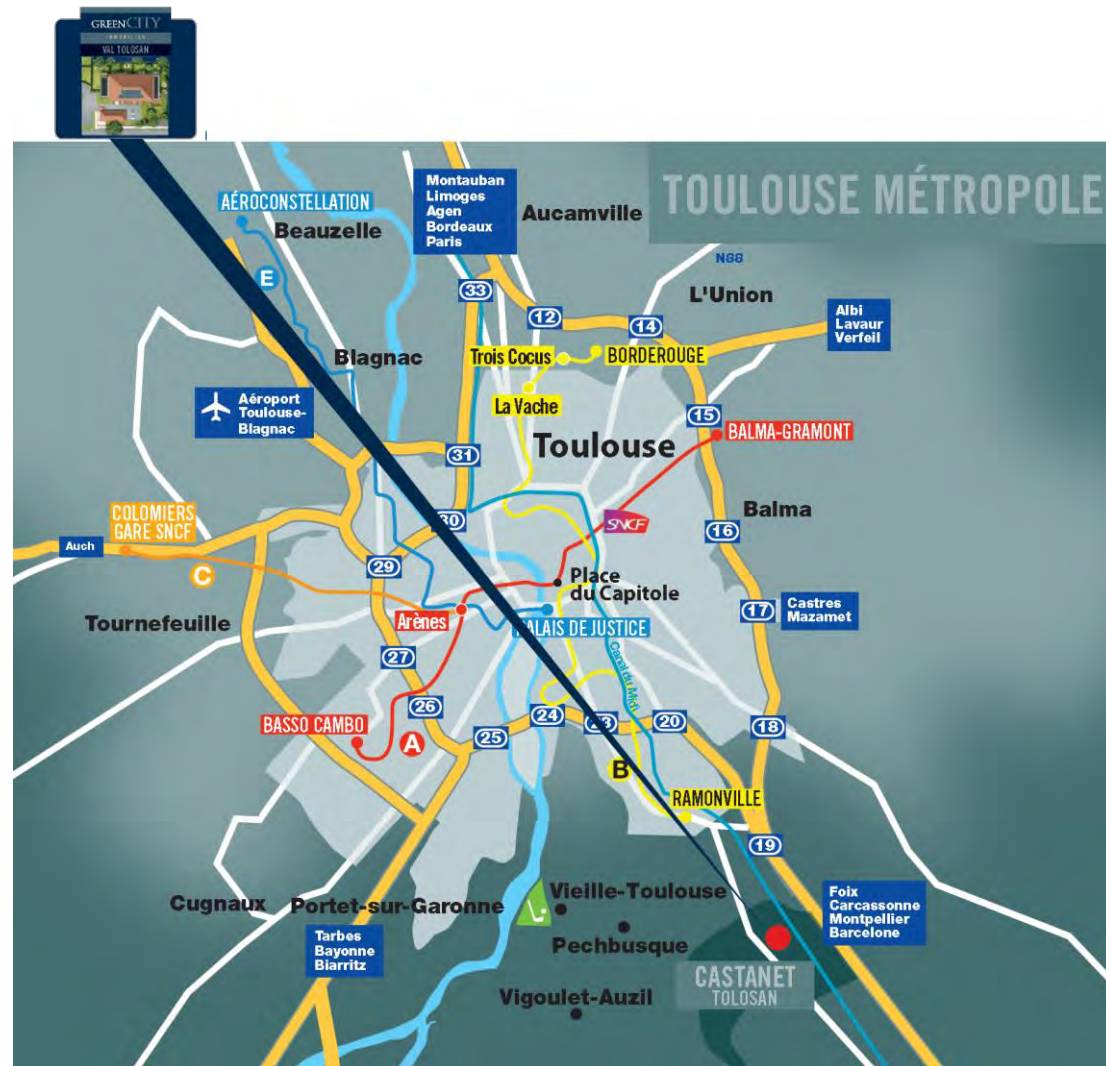 GREENCITY
IMMOBILIER
VAL TOLOSAN
TOULOUSE MÉTROPOLE
AÉROCONSTELLATION
Beauzelle
Montauban
Limoges
Agen
Bordeaux
Paris
Aucamville
N88
L'Union
E
33
12
14
Albi
Lavaur
Verfeil
Blagnac
Trois Cocus
BORDEROUGE
La Vache
Aéroport
Toulouse-
Blagnac
15
BALMA-GRAMONT
Toulouse
31
COLOMIERS
GARE SNCF
Balma
30
SNCF
16
Auch
C
29
Place
du Capitole
17
Castres
Mazamet
Tournefeuille
Arènes
PALAIS DE JUSTICE
27
Canal du Midi
26
24
23
20
18
BASSO CAMBO
A
25
B
RAMONVILLE
19
Cugnaux
Portet-sur-Garonne
Vieille-Toulouse
Foix
Carcassonne
Montpellier
Barcelone
Tarbes
Bayonne
Biarritz
Pechbusque
CASTANET
TOLOSAN
Vigoulet-Auzil